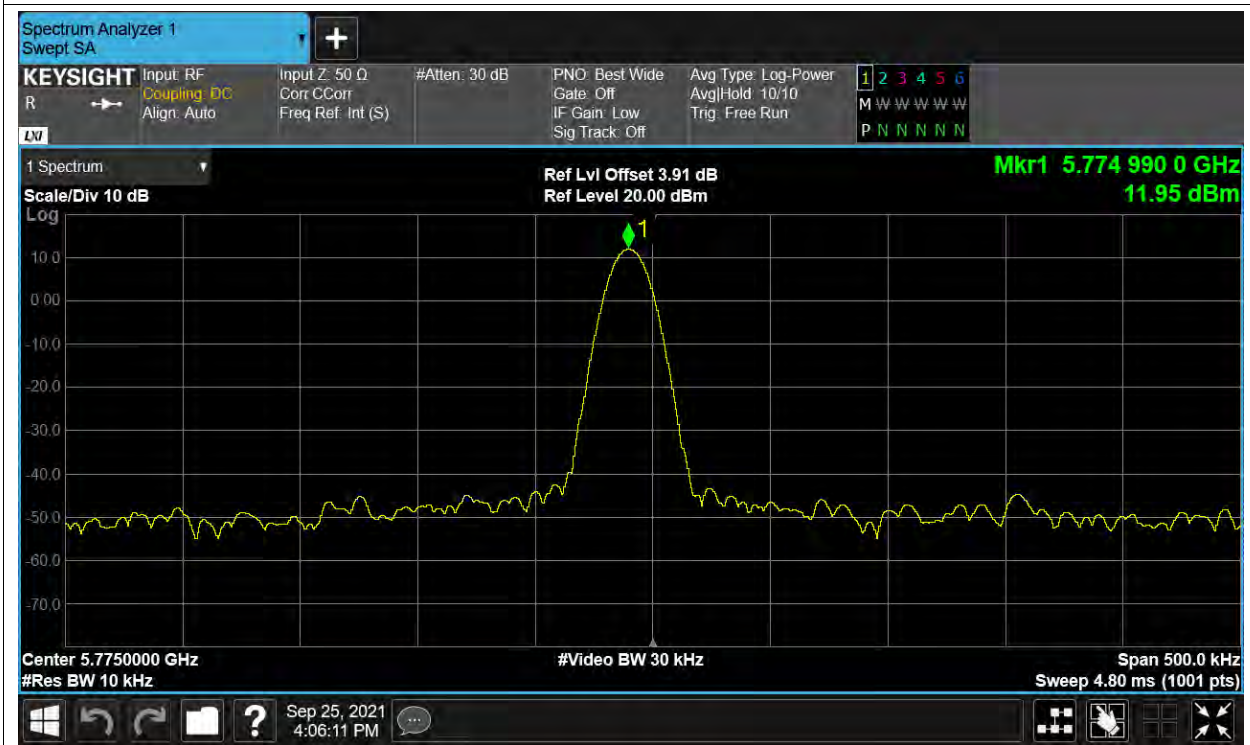 Spectrum Analyzer 1
Swept SA
KEYSIGHT
R
LXI
Input: RF
Coupling: DC
Align: Auto
Input Z: 50 Ω
Corr CCorr
Freq Ref: Int (S)
#Atten: 30 dB
PNO: Best Wide
Gate: Off
IF Gain: Low
Sig Track: Off
Avg Type: Log-Power
Avg|Hold: 10/10
Trig: Free Run
1 2 3 4 5 6
M W W W W W
P N N N N N
1 Spectrum
Scale/Div 10 dB
Ref Lvl Offset 3.91 dB
Ref Level 20.00 dBm
Mkr1 5.774 990 0 GHz
11.95 dBm
Log
1
10.0
0.00
-10.0
-20.0
-30.0
-40.0
-50.0
-60.0
-70.0
Center 5.7750000 GHz
#Res BW 10 kHz
#Video BW 30 kHz
Span 500.0 kHz
Sweep 4.80 ms (1001 pts)
?
Sep 25, 2021
4:06:11 PM